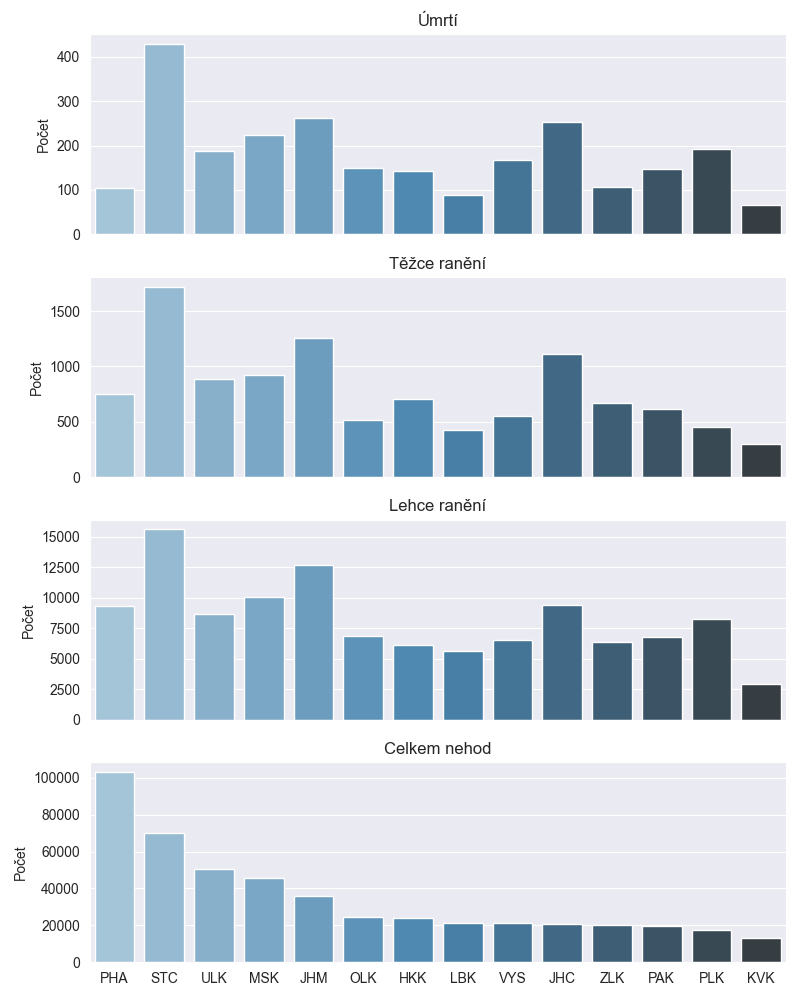 Úmrtí
400
300
200
100
0
Počet
Těžce ranění
1500
1000
500
0
Počet
Lehce ranění
15000
12500
10000
7500
5000
2500
0
Počet
Celkem nehod
100000
80000
60000
40000
20000
0
Počet
PHA STC ULK MSK JHM OLK HKK LBK VYS JHC ZLK PAK PLK KVK